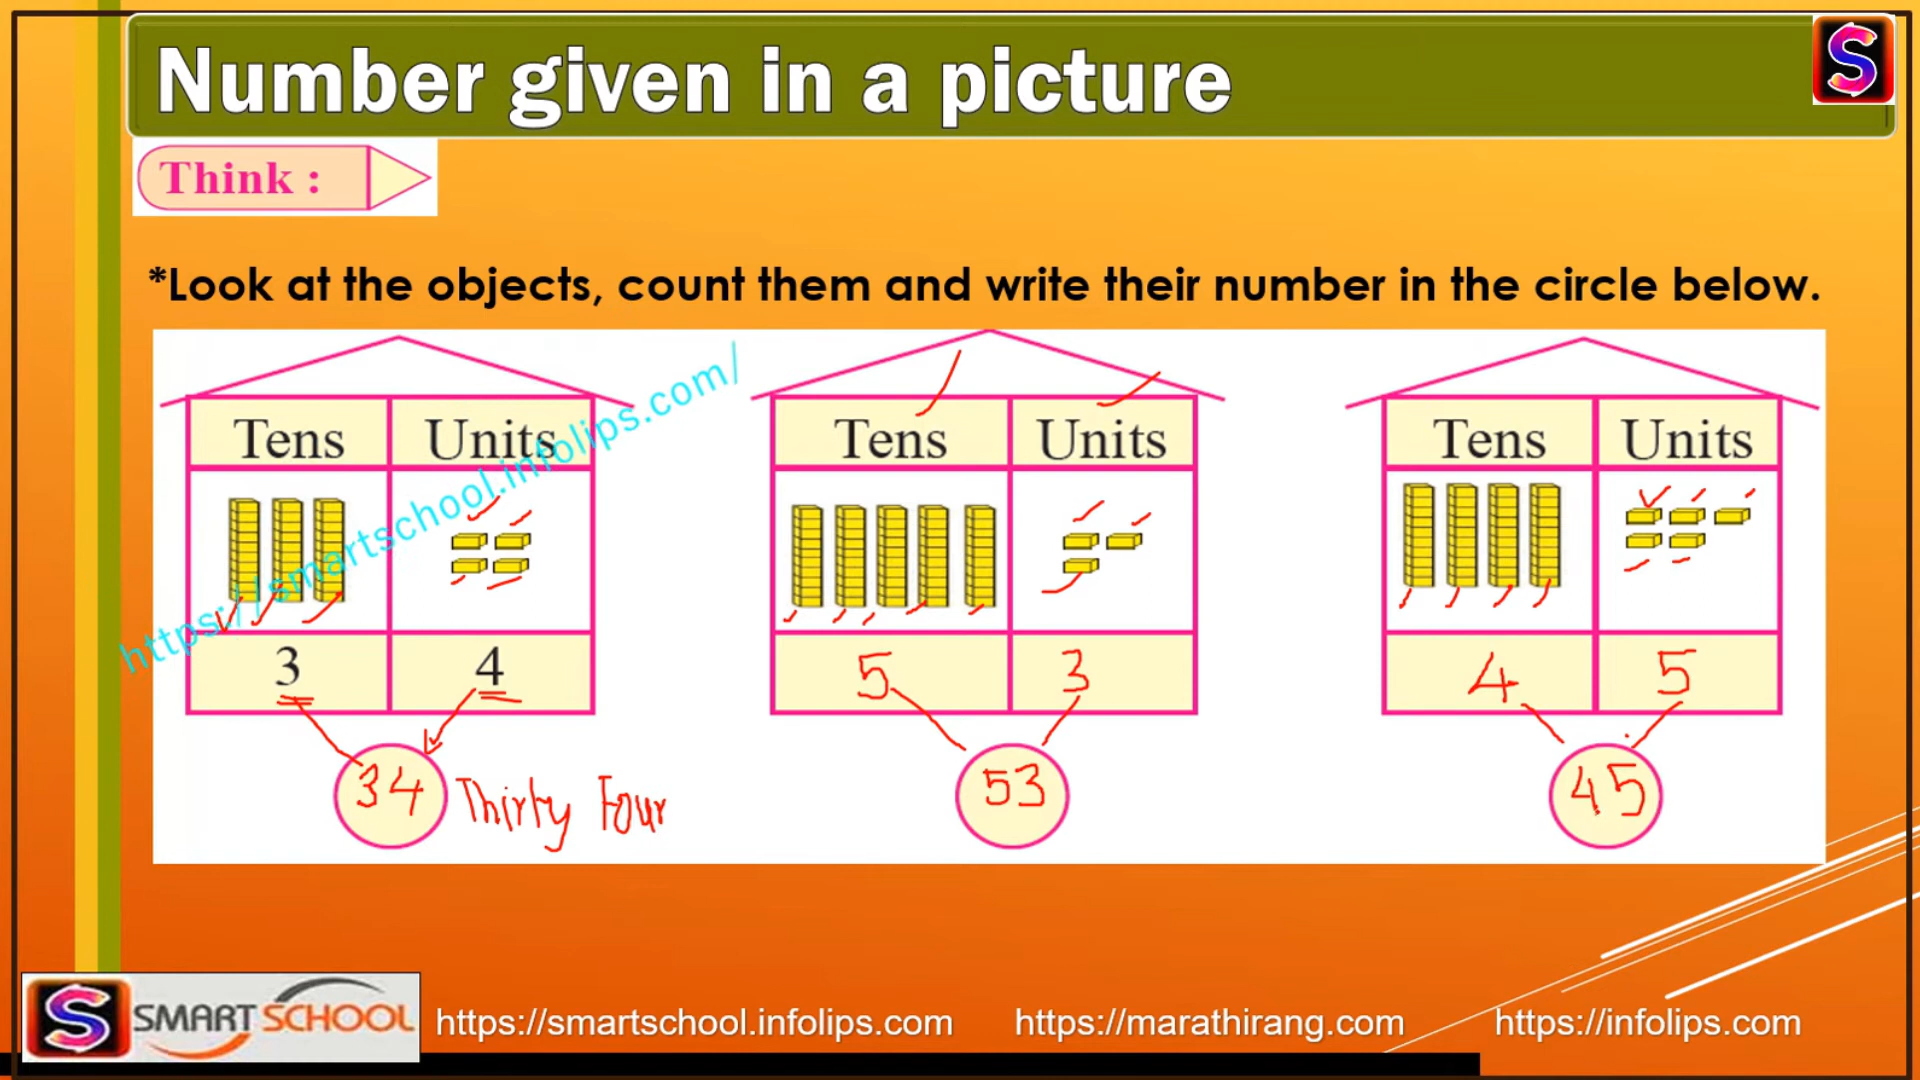 Number given in a picture
S
Think :
*Look at the objects, count them and write their number in the circle below.
Tens Units Tens Units Tens Units
https://smartschool.infolips.com/
3 4 5 3 4 5
34 Thirty Four 53 45
S SMART SCHOOL https://smartschool.infolips.com https://marathirang.com https://infolips.com